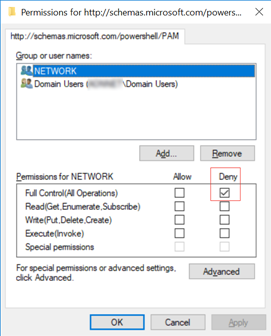 Permissions for http://schemas.microsoft.com/powershell/PAM
http://schemas.microsoft.com/powershell/PAM
Group or user names:
NETWORK
Domain Users (\Domain Users)
Add...
Remove
Permissions for NETWORK Allow Deny
Full Control(All Operations)
Read(Get,Enumerate,Subscribe)
Write(Put,Delete,Create)
Execute(Invoke)
Special permissions
For special permissions or advanced settings,
click Advanced.
Advanced
OK
Cancel
Apply